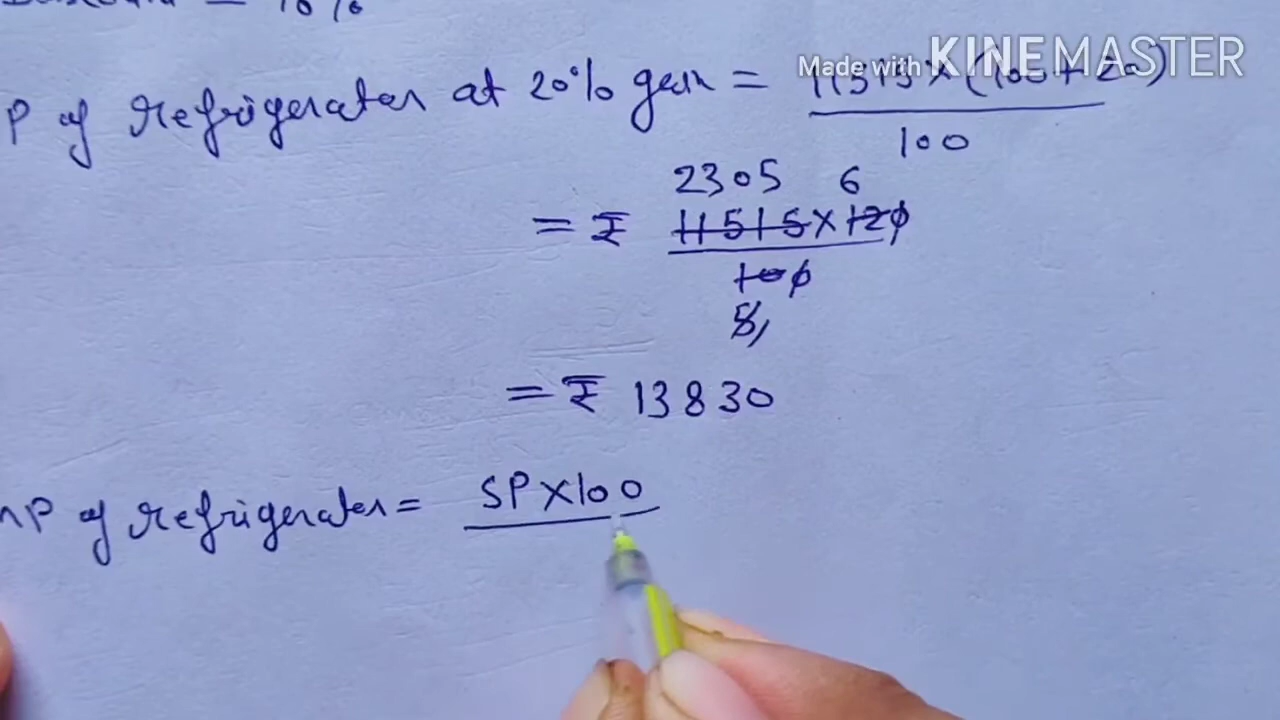 = 10%
Made with KINEMASTER
P of refrigerator at 20% gain = 11515 × (100 + 20)
100
2305 6
= ₹ 11515 × 120
100
5
= ₹ 13830
MP of refrigerator = SP × 100